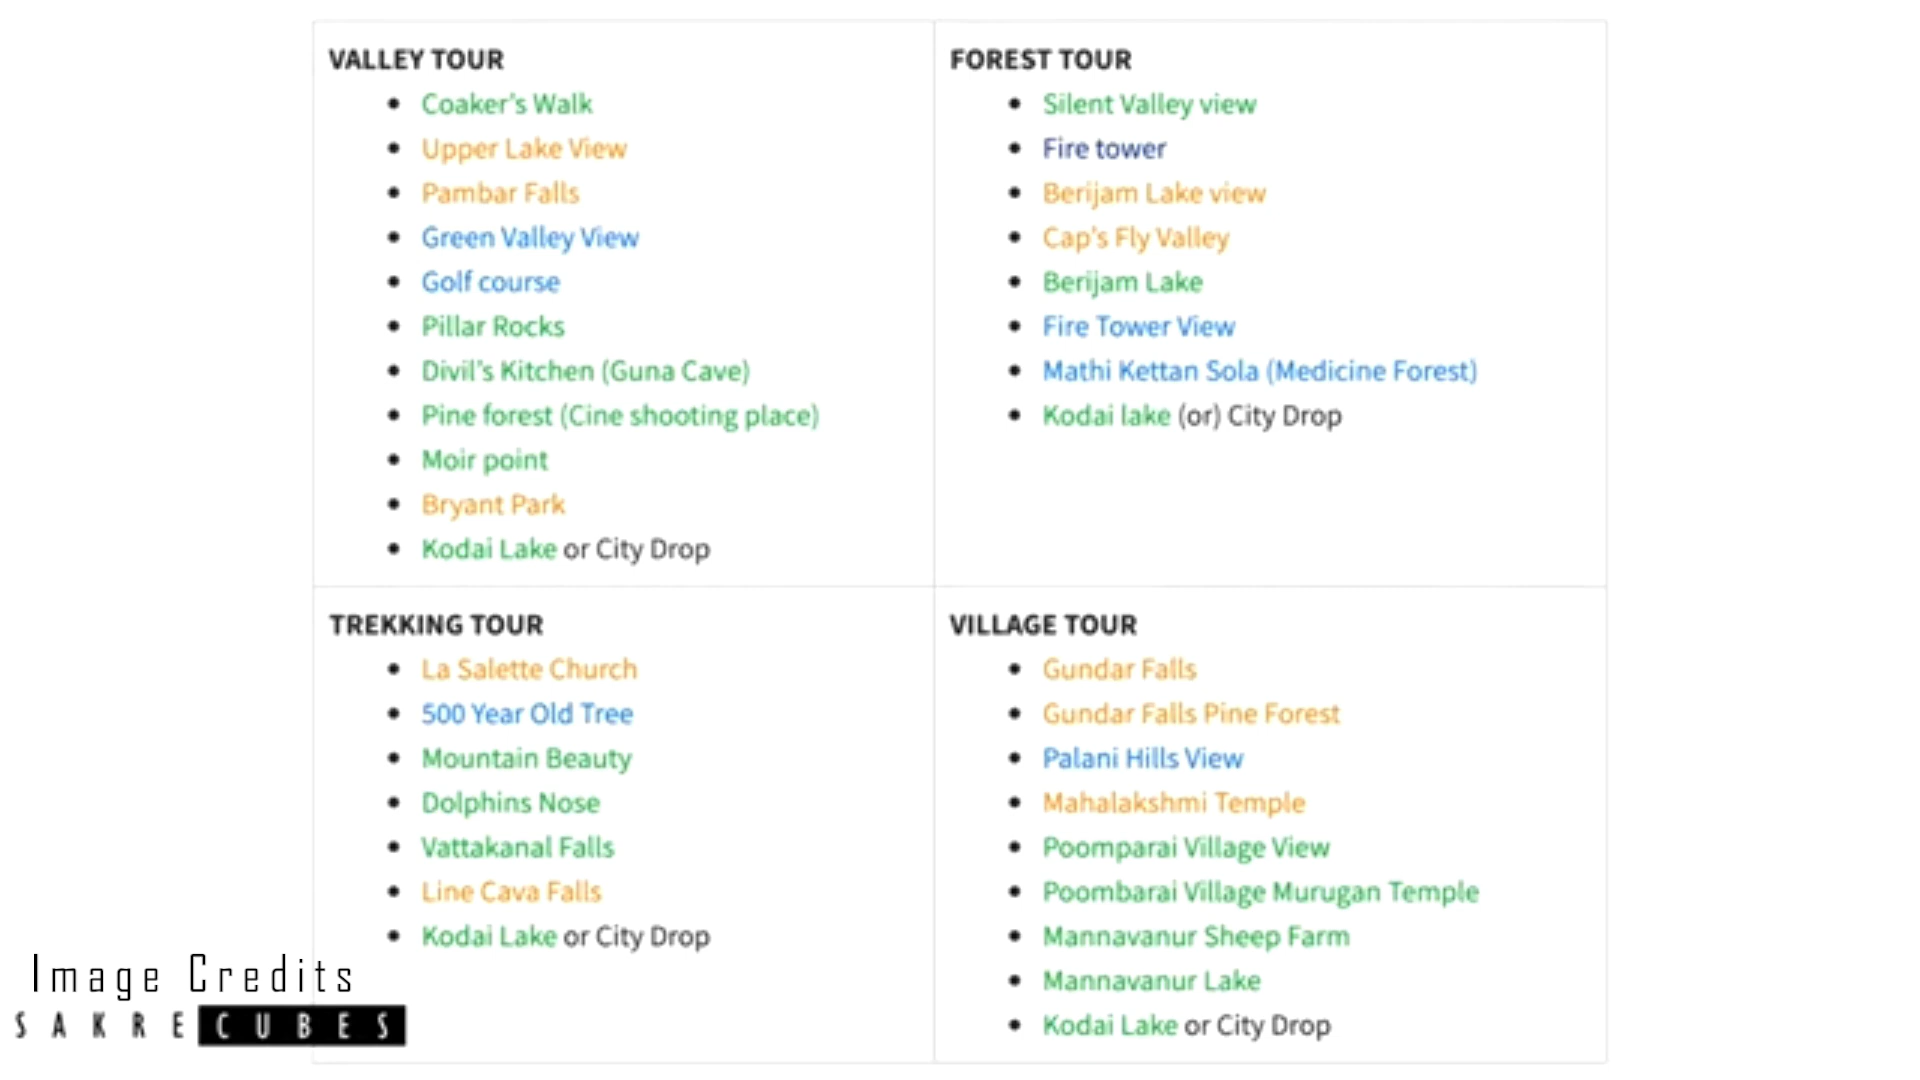 VALLEY TOUR
• Coaker's Walk
• Upper Lake View
• Pambar Falls
• Green Valley View
• Golf course
• Pillar Rocks
• Divil's Kitchen (Guna Cave)
• Pine forest (Cine shooting place)
• Moir point
• Bryant Park
• Kodai Lake or City Drop
FOREST TOUR
• Silent Valley view
• Fire tower
• Berijam Lake view
• Cap's Fly Valley
• Berijam Lake
• Fire Tower View
• Mathi Kettan Sola (Medicine Forest)
• Kodai lake (or) City Drop
TREKKING TOUR
• La Salette Church
• 500 Year Old Tree
• Mountain Beauty
• Dolphins Nose
• Vattakanal Falls
• Line Cava Falls
• Kodai Lake or City Drop
VILLAGE TOUR
• Gundar Falls
• Gundar Falls Pine Forest
• Palani Hills View
• Mahalakshmi Temple
• Poomparai Village View
• Poombarai Village Murugan Temple
• Mannavanur Sheep Farm
• Mannavanur Lake
• Kodai Lake or City Drop
Image Credits
SAKRECUBES